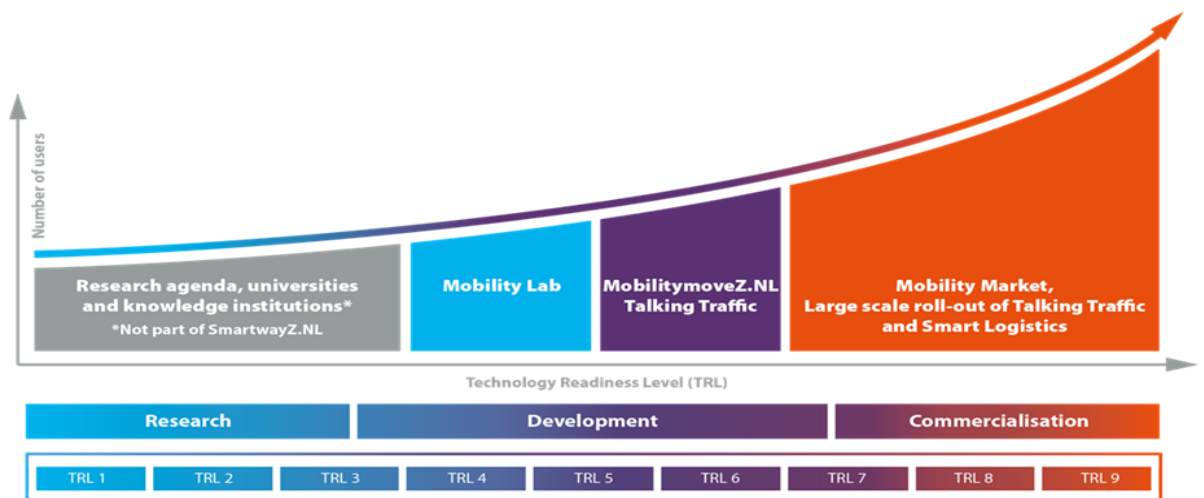 Number of users
Research agenda, universities
and knowledge institutions*
*Not part of SmartwayZ.NL
Mobility Lab
MobilitymoveZ.NL
Talking Traffic
Mobility Market,
Large scale roll-out of Talking Traffic
and Smart Logistics
Technology Readiness Level (TRL)
Research
Development
Commercialisation
TRL 1
TRL 2
TRL 3
TRL 4
TRL 5
TRL 6
TRL 7
TRL 8
TRL 9